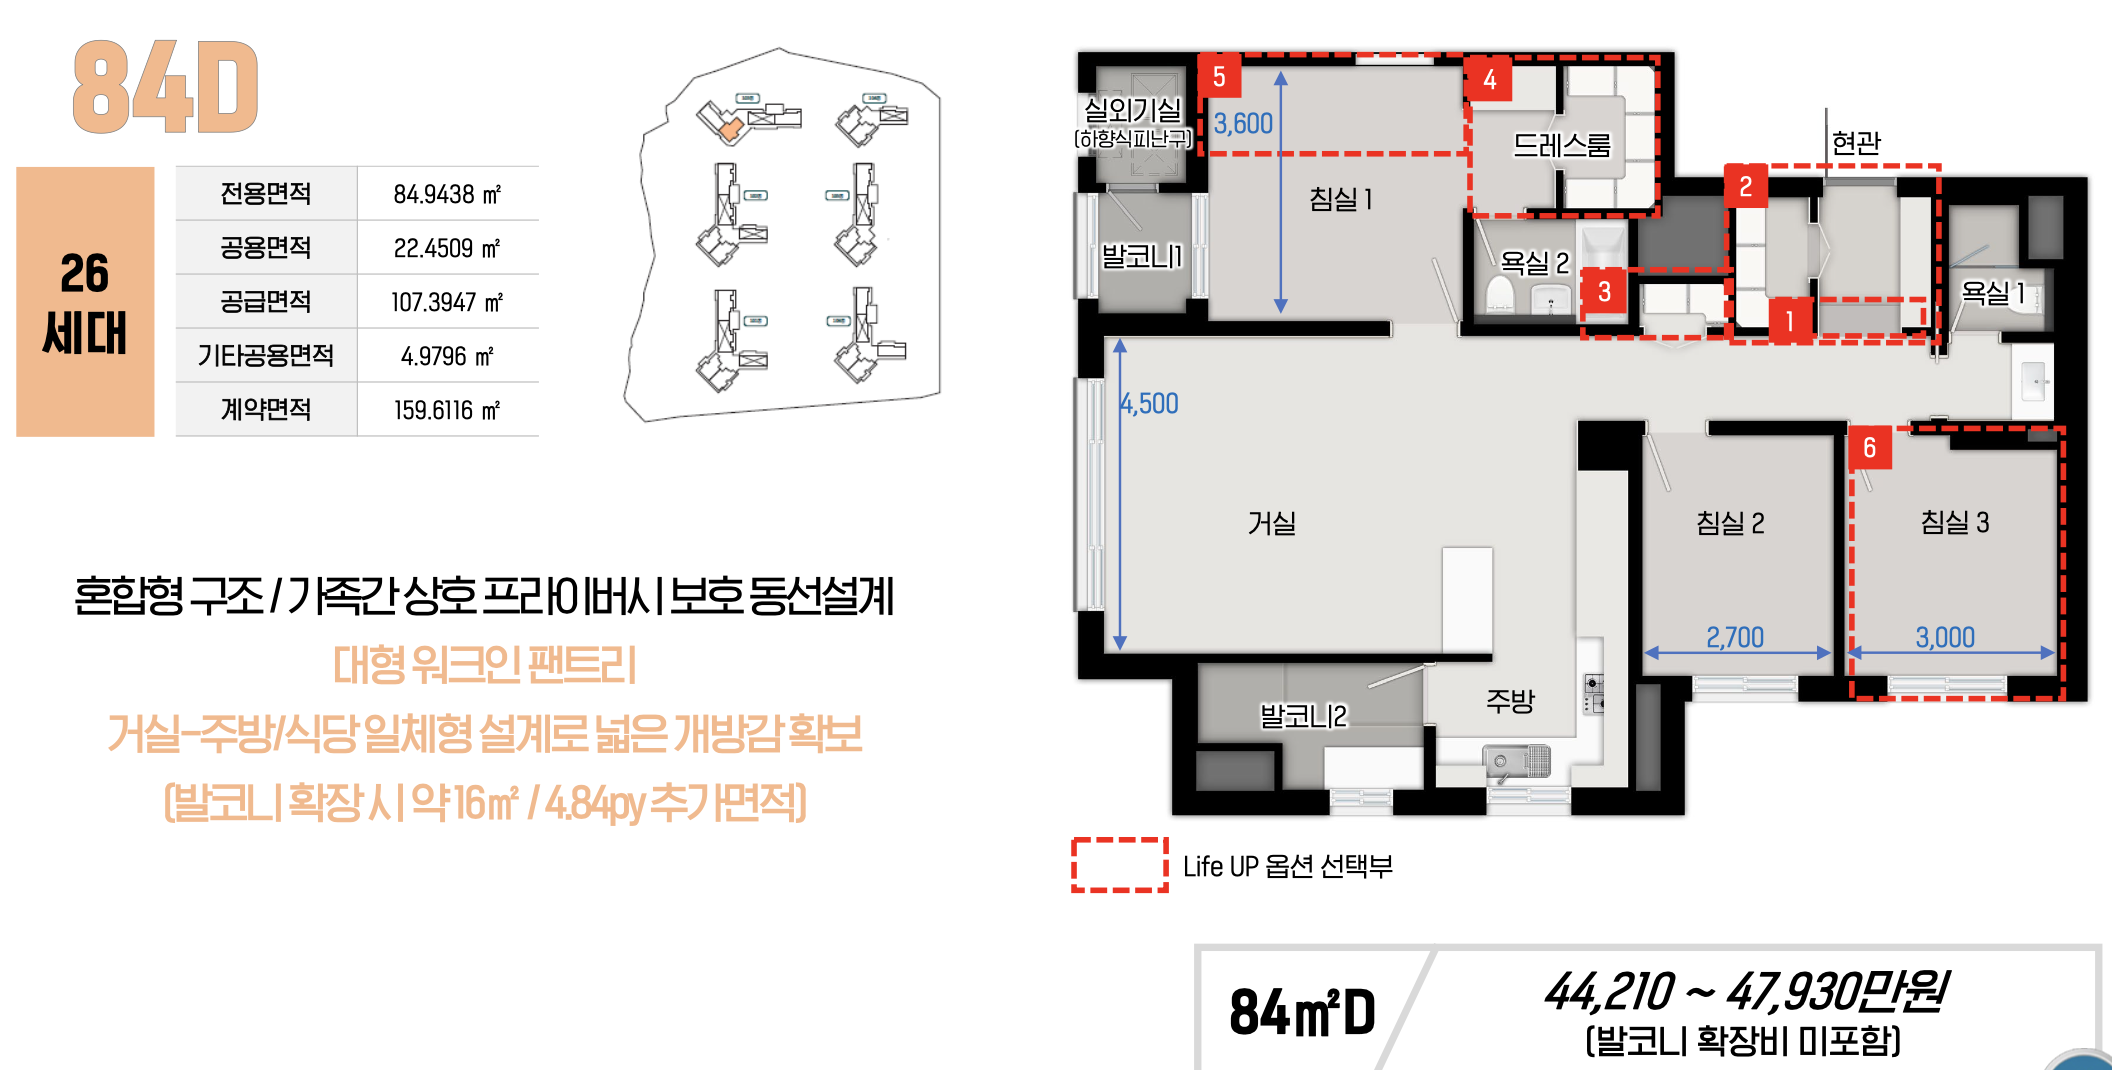 84D
26
세대
전용면적 84.9438 ㎡
공용면적 22.4509 ㎡
공급면적 107.3947 ㎡
기타공용면적 4.9796 ㎡
계약면적 159.6116 ㎡
혼합형 구조 / 가족간 상호 프라이버시 보호 동선설계
대형 워크인 팬트리
거실-주방/식당 일체형 설계로 넓은 개방감 확보
(발코니 확장 시 약 16㎡ / 4.84py 추가면적)
실외기실
(하향식피난구)
5
3,600
4
드레스룸
현관
2
침실 1
발코니1
욕실 2
3
1
욕실 1
4,500
6
거실
침실 2
침실 3
2,700
3,000
발코니2
주방
Life UP 옵션 선택부
84㎡D
44,210 ~ 47,930만원
(발코니 확장비 미포함)